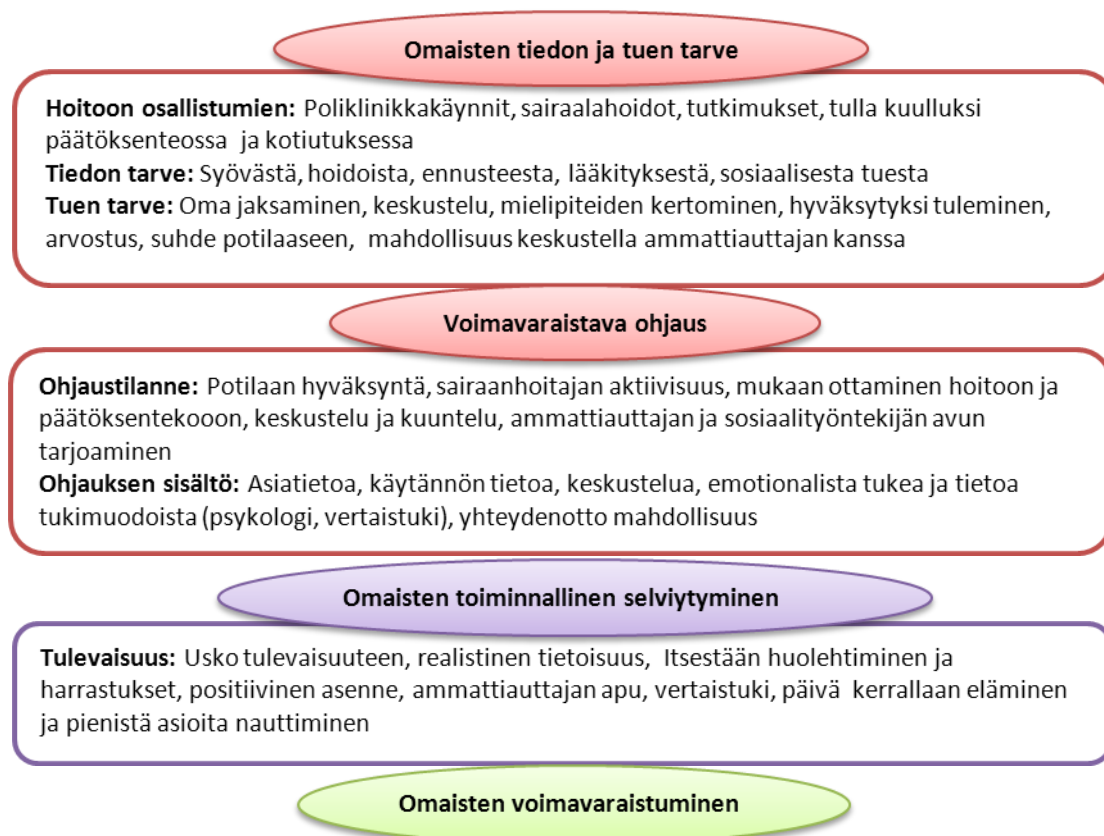 Omaisten tiedon ja tuen tarve
Hoitoon osallistumien: Poliklinikkakäynnit, sairaalahoidot, tutkimukset, tulla kuulluksi
päätöksenteossa ja kotiutuksessa
Tiedon tarve: Syövästä, hoidoista, ennusteesta, lääkityksestä, sosiaalisesta tuesta
Tuen tarve: Oma jaksaminen, keskustelu, mielipiteiden kertominen, hyväksytyksi tuleminen,
arvostus, suhde potilaaseen, mahdollisuus keskustella ammattiauttajan kanssa
Voimavaraistava ohjaus
Ohjaustilanne: Potilaan hyväksyntä, sairaanhoitajan aktiivisuus, mukaan ottaminen hoitoon ja
päätöksentekooon, keskustelu ja kuuntelu, ammattiauttajan ja sosiaalityöntekijän avun
tarjoaminen
Ohjauksen sisältö: Asiatietoa, käytännön tietoa, keskustelua, emotionalista tukea ja tietoa
tukimuodoista (psykologi, vertaistuki), yhteydenotto mahdollisuus
Omaisten toiminnallinen selviytyminen
Tulevaisuus: Usko tulevaisuuteen, realistinen tietoisuus, Itsestään huolehtiminen ja
harrastukset, positiivinen asenne, ammattiauttajan apu, vertaistuki, päivä kerrallaan eläminen
ja pienistä asioita nauttiminen
Omaisten voimavaraistuminen